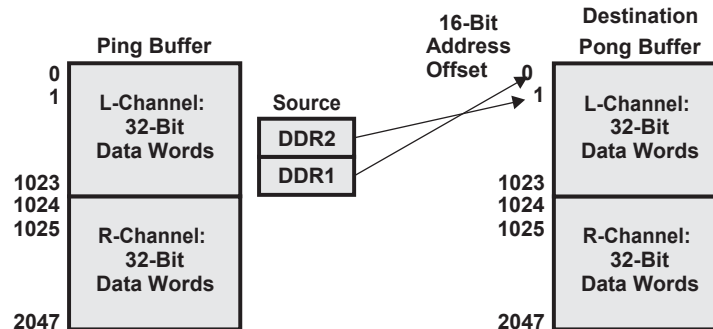 Ping Buffer
0
1
L-Channel:
32-Bit
Data Words
1023
1024
1025
R-Channel:
32-Bit
Data Words
2047
Source
DDR2
DDR1
16-Bit
Address
Offset
Destination
Pong Buffer
0
1
L-Channel:
32-Bit
Data Words
1023
1024
1025
R-Channel:
32-Bit
Data Words
2047